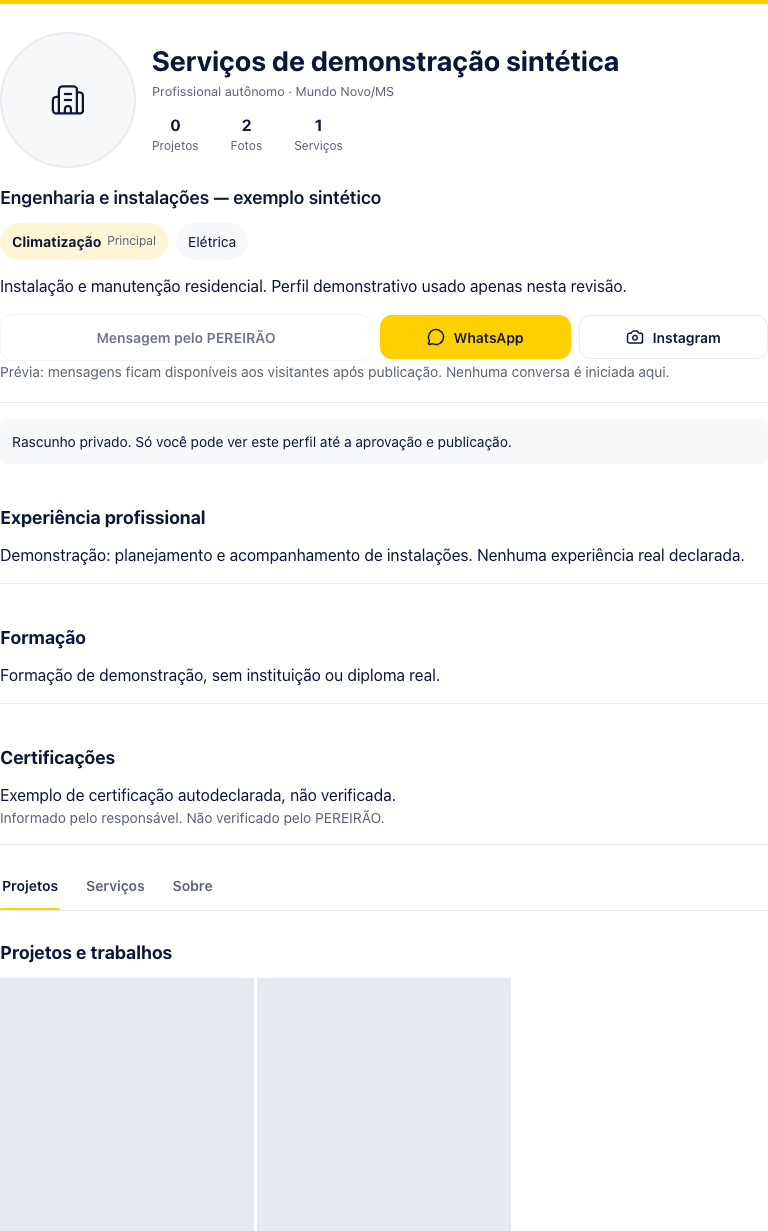 Serviços de demonstração sintética
Profissional autônomo · Mundo Novo/MS
0 2 1
Projetos Fotos Serviços
Engenharia e instalações — exemplo sintético
Climatização Principal Elétrica
Instalação e manutenção residencial. Perfil demonstrativo usado apenas nesta revisão.
Mensagem pelo PEREIRÃO WhatsApp Instagram
Prévia: mensagens ficam disponíveis aos visitantes após publicação. Nenhuma conversa é iniciada aqui.
Rascunho privado. Só você pode ver este perfil até a aprovação e publicação.
Experiência profissional
Demonstração: planejamento e acompanhamento de instalações. Nenhuma experiência real declarada.
Formação
Formação de demonstração, sem instituição ou diploma real.
Certificações
Exemplo de certificação autodeclarada, não verificada.
Informado pelo responsável. Não verificado pelo PEREIRÃO.
Projetos Serviços Sobre
Projetos e trabalhos